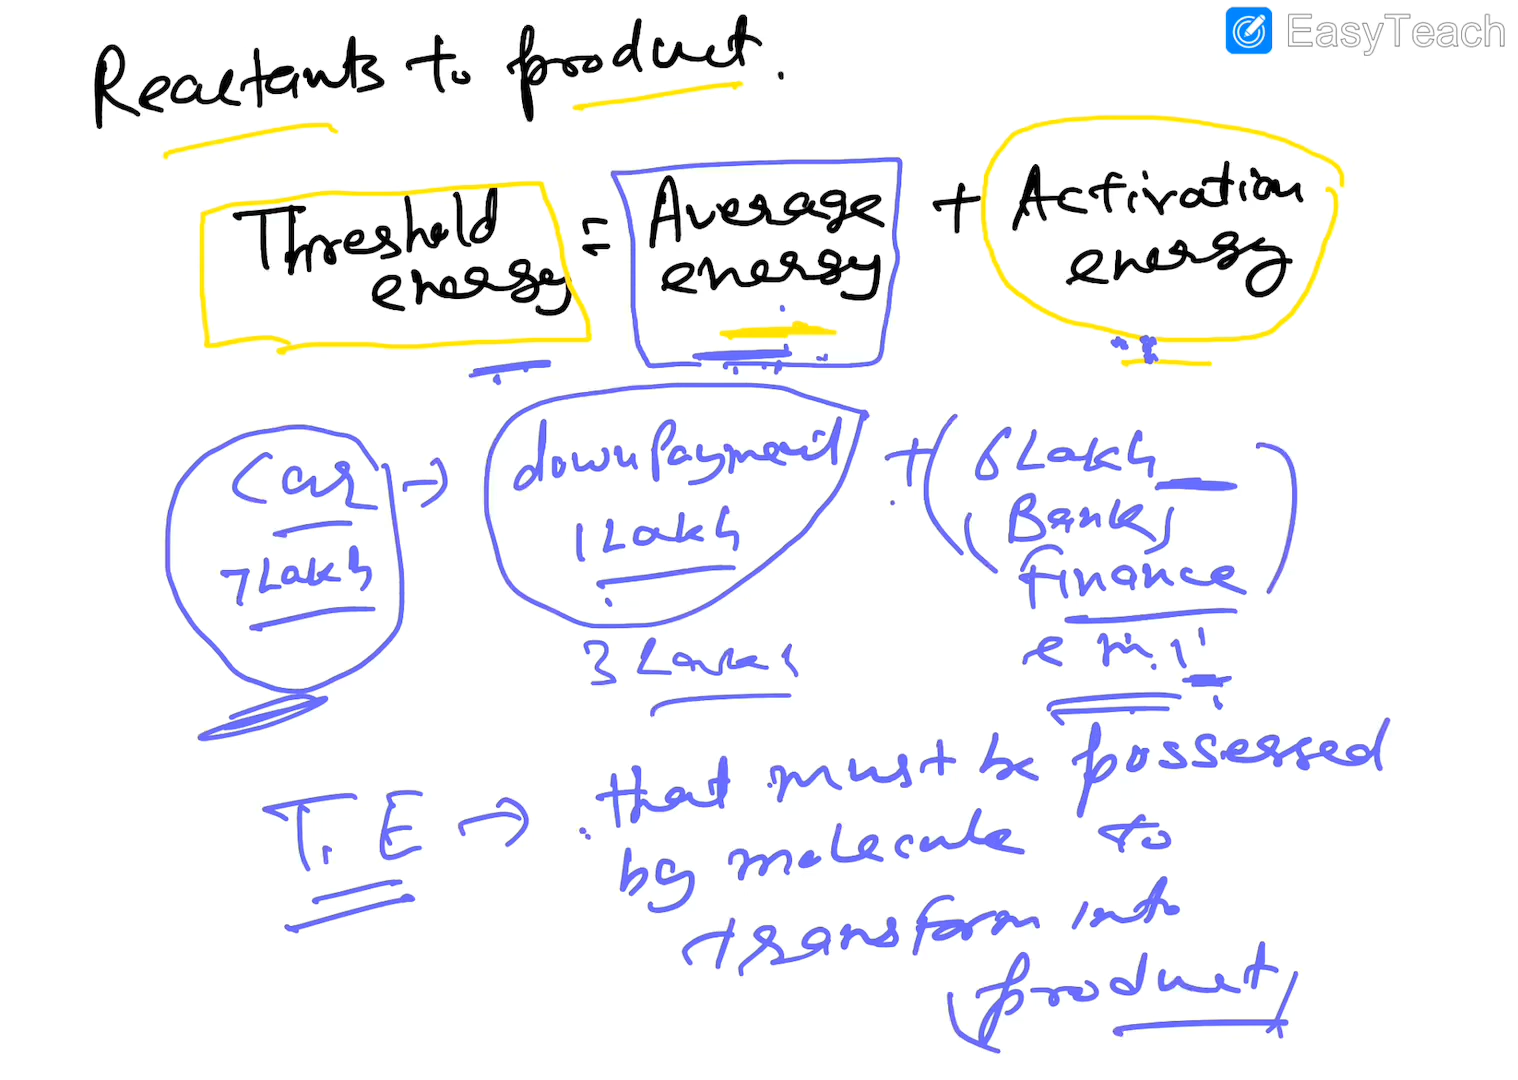 EasyTeach
Reactants to product.
Threshold energy = Average energy + Activation energy
Car → down Payment + (6 Lakh
7 Lakh
1 Lakh
Bank,
finance)
3 Lakh
e m. i
T.E → that must be possessed
by molecule to
transform into
product